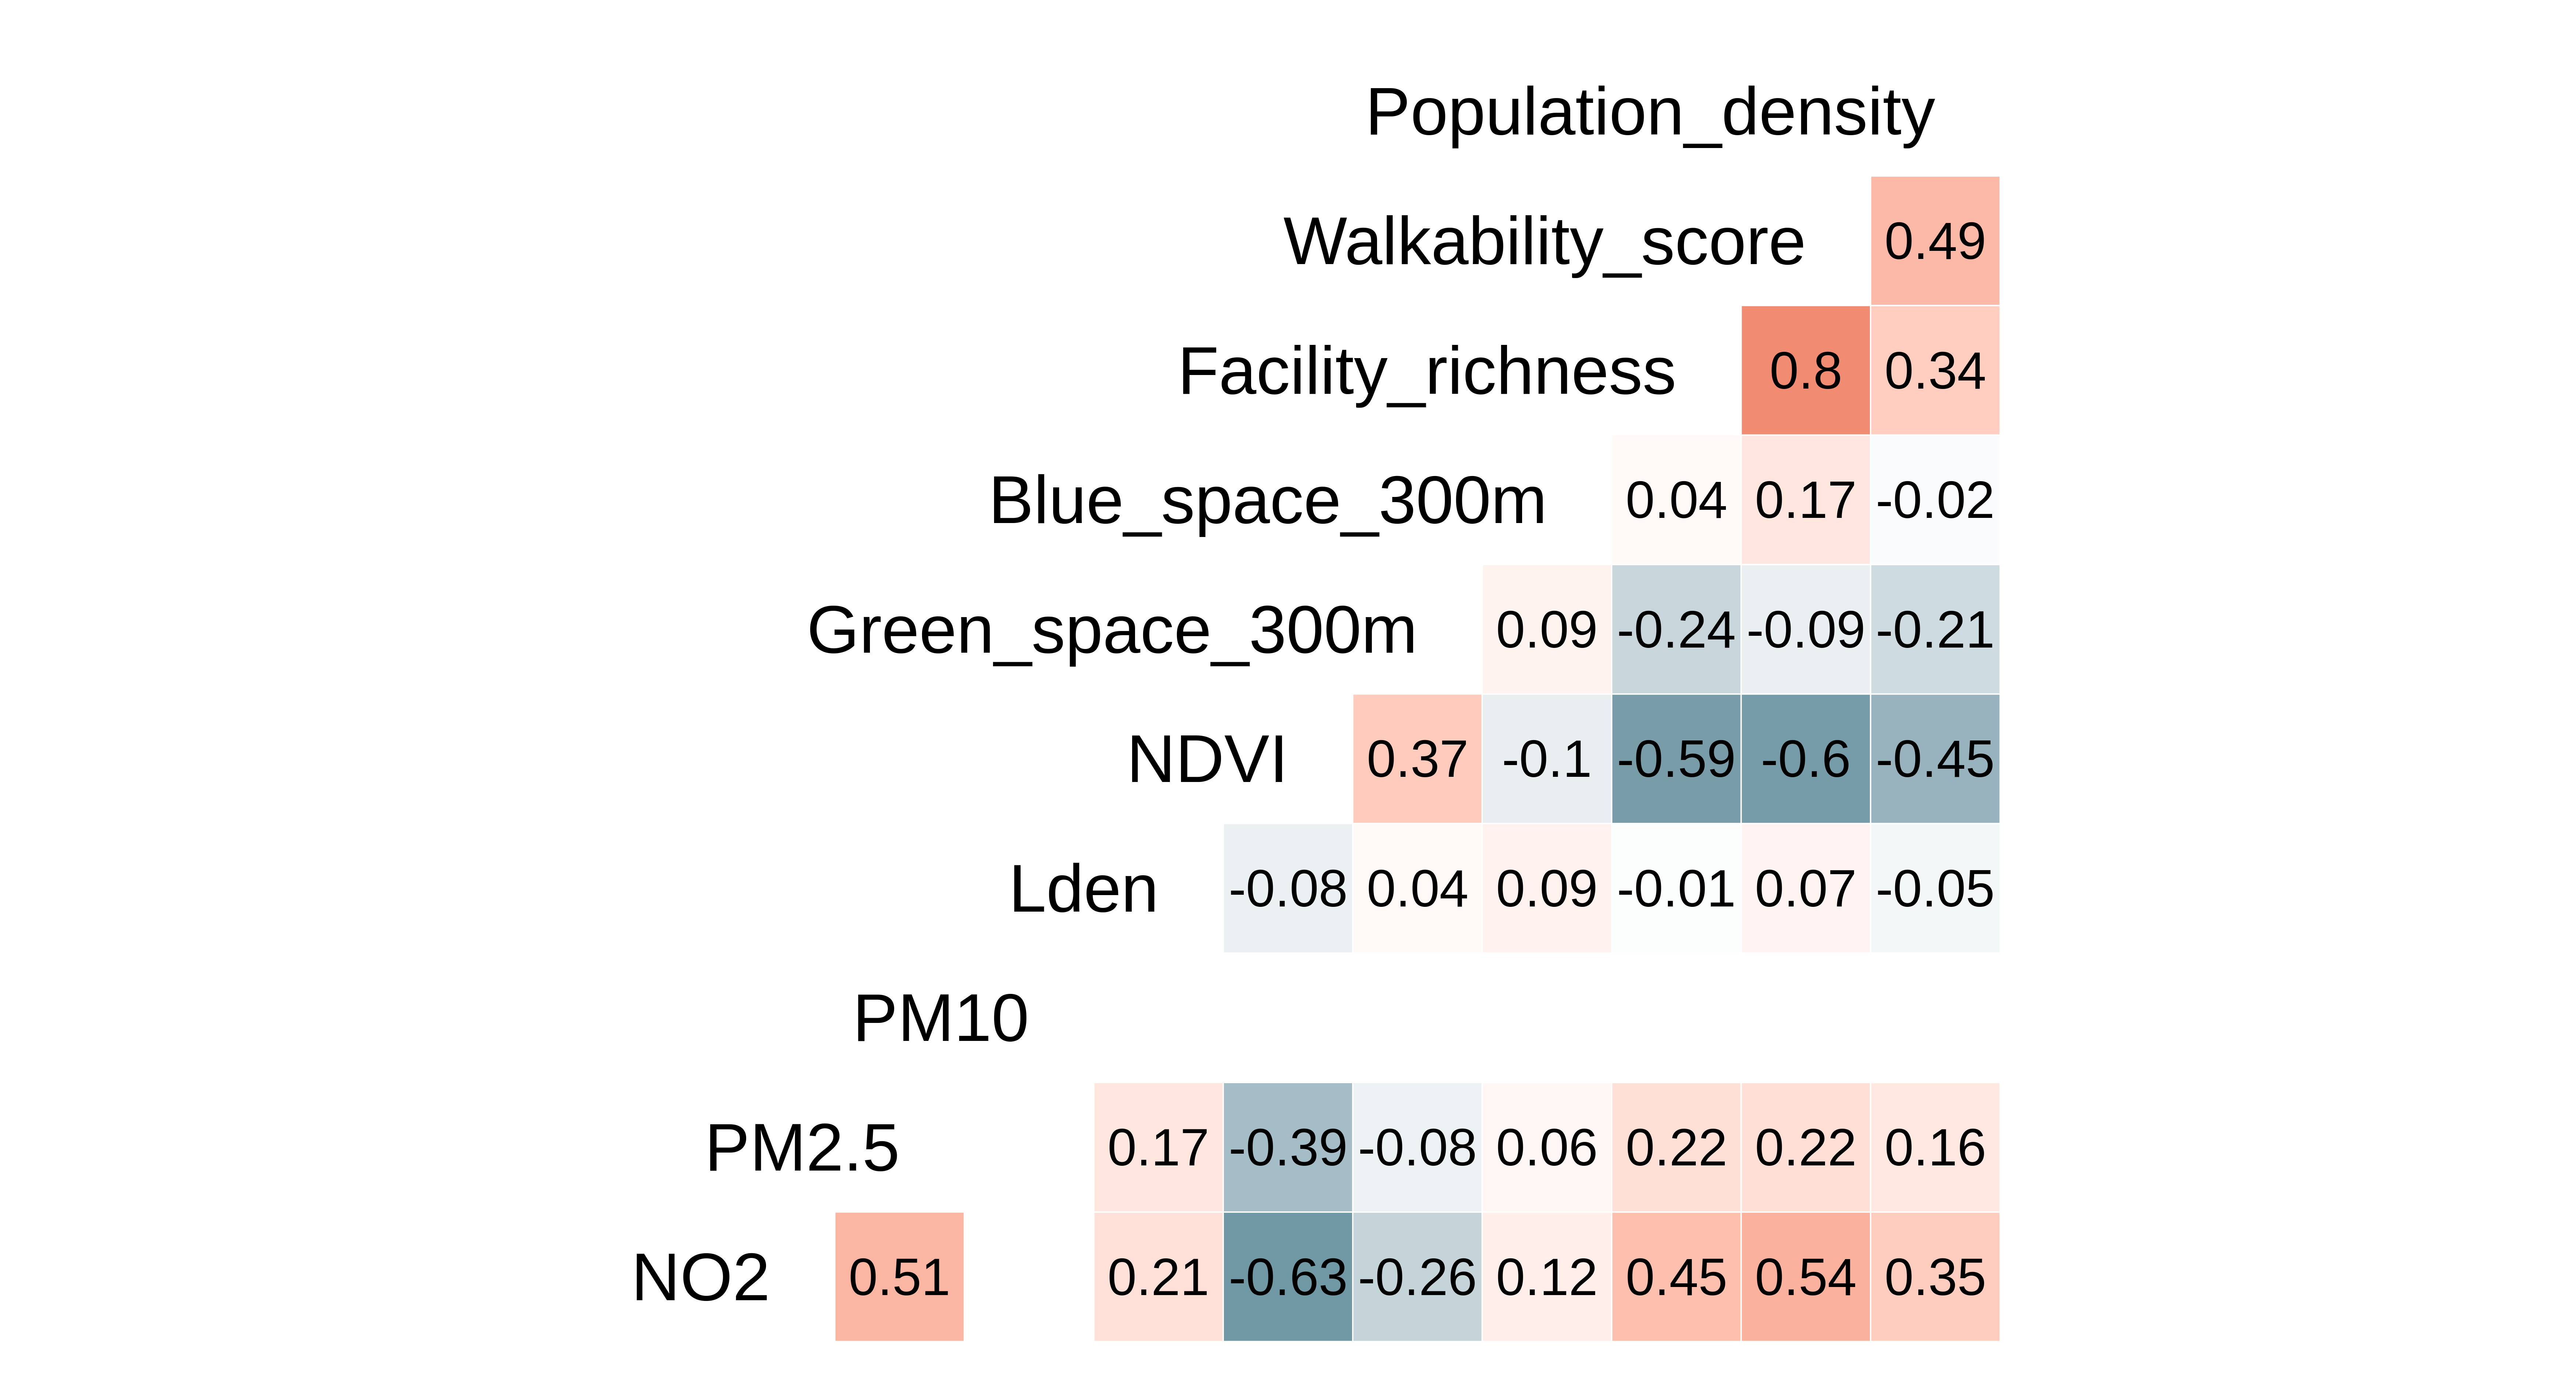 Population_density
Walkability_score 0.49
Facility_richness 0.8 0.34
Blue_space_300m 0.04 0.17 -0.02
Green_space_300m 0.09 -0.24 -0.09 -0.21
NDVI 0.37 -0.1 -0.59 -0.6 -0.45
Lden -0.08 0.04 0.09 -0.01 0.07 -0.05
PM10
PM2.5 0.17 -0.39 -0.08 0.06 0.22 0.22 0.16
NO2 0.51 0.21 -0.63 -0.26 0.12 0.45 0.54 0.35